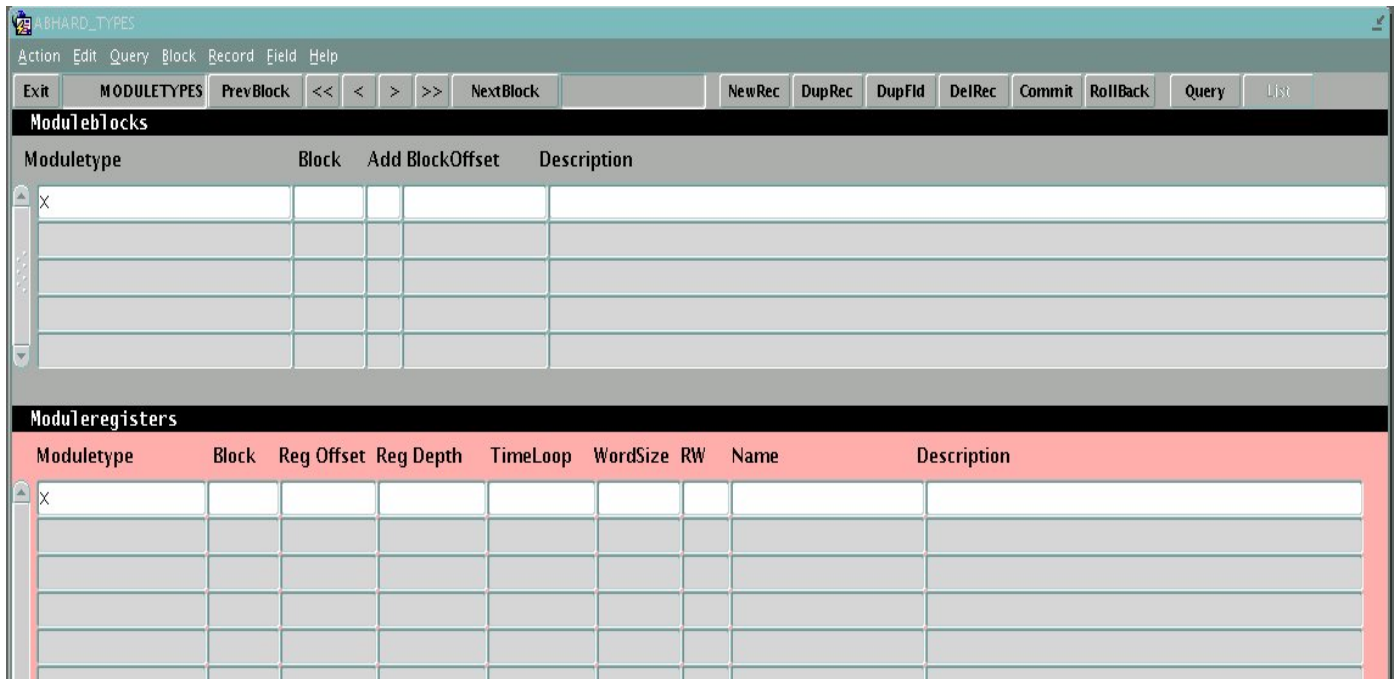 ABHARD_TYPES
Action Edit Query Block Record Field Help
Exit MODULETYPES PrevBlock << < > >> NextBlock NewRec DupRec DupFld DelRec Commit RollBack Query List
Moduleblocks
Moduletype Block Add BlockOffset Description
X
Moduleregisters
Moduletype Block Reg Offset Reg Depth TimeLoop WordSize RW Name Description
X